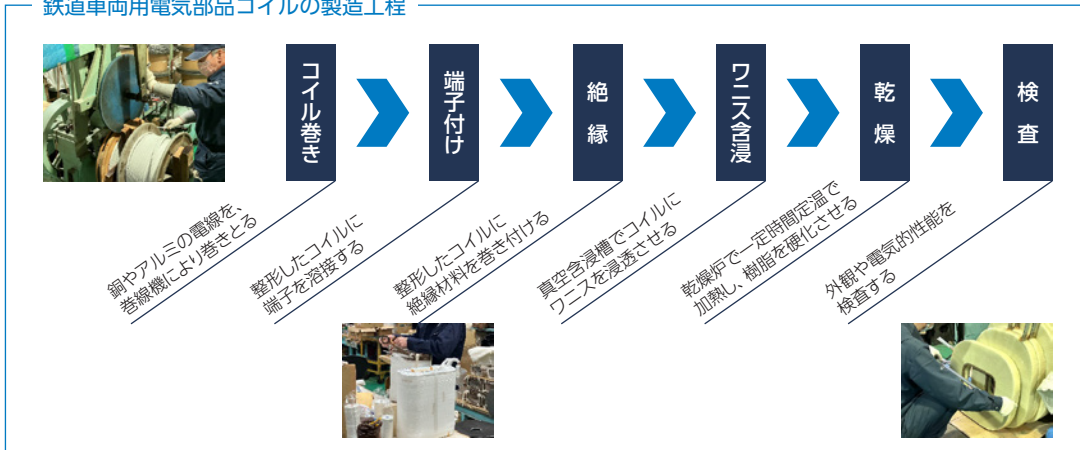 鉄道車両用電気部品コイルの製造工程
コイル巻き
端子付け
絶縁
ワニス含浸
乾燥
検査
銅やアルミの電線を、
巻線機により巻きとる
整形したコイルに
端子を溶接する
整形したコイルに
絶縁材料を巻き付ける
真空含浸槽でコイルに
ワニスを浸透させる
乾燥炉で一定時間定温で
加熱し、樹脂を硬化させる
外観や電気的性能を
検査する